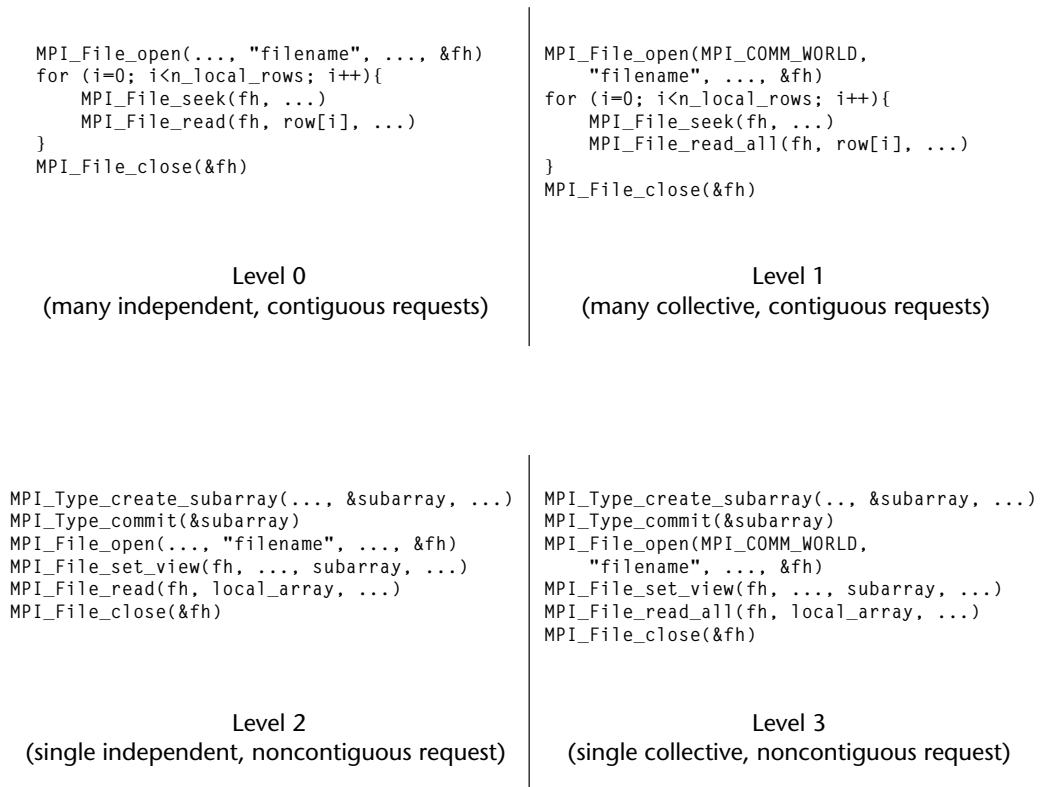 MPI_File_open(..., "filename", ..., &fh)
for (i=0; i<n_local_rows; i++){
    MPI_File_seek(fh, ...)
    MPI_File_read(fh, row[i], ...)
}
MPI_File_close(&fh)
Level 0
(many independent, contiguous requests)
MPI_File_open(MPI_COMM_WORLD,
    "filename", ..., &fh)
for (i=0; i<n_local_rows; i++){
    MPI_File_seek(fh, ...)
    MPI_File_read_all(fh, row[i], ...)
}
MPI_File_close(&fh)
Level 1
(many collective, contiguous requests)
MPI_Type_create_subarray(..., &subarray, ...)
MPI_Type_commit(&subarray)
MPI_File_open(..., "filename", ..., &fh)
MPI_File_set_view(fh, ..., subarray, ...)
MPI_File_read(fh, local_array, ...)
MPI_File_close(&fh)
Level 2
(single independent, noncontiguous request)
MPI_Type_create_subarray(.., &subarray, ...)
MPI_Type_commit(&subarray)
MPI_File_open(MPI_COMM_WORLD,
    "filename", ..., &fh)
MPI_File_set_view(fh, ..., subarray, ...)
MPI_File_read_all(fh, local_array, ...)
MPI_File_close(&fh)
Level 3
(single collective, noncontiguous request)